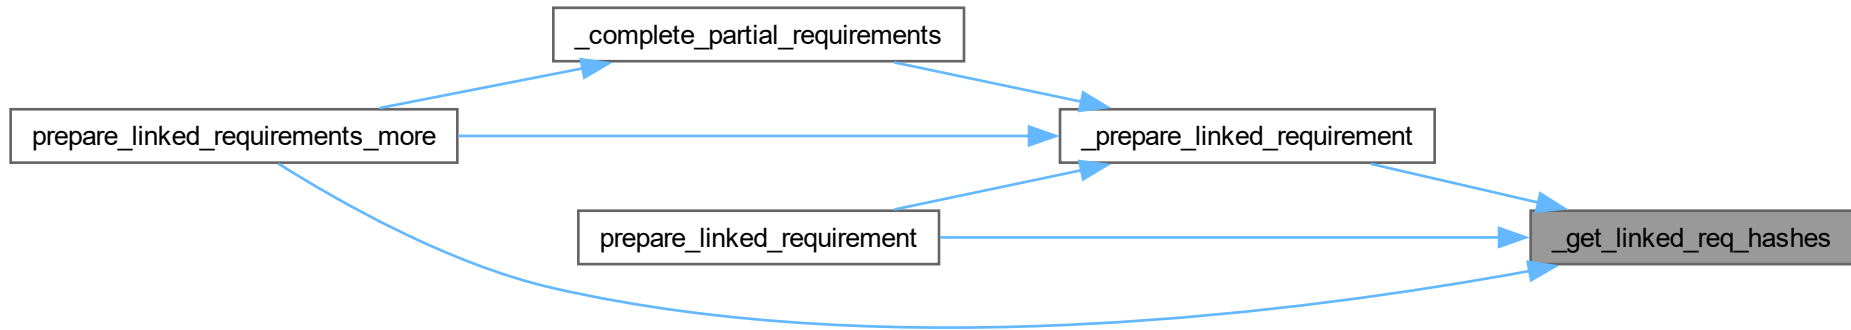 _complete_partial_requirements
prepare_linked_requirements_more
_prepare_linked_requirement
prepare_linked_requirement
_get_linked_req_hashes